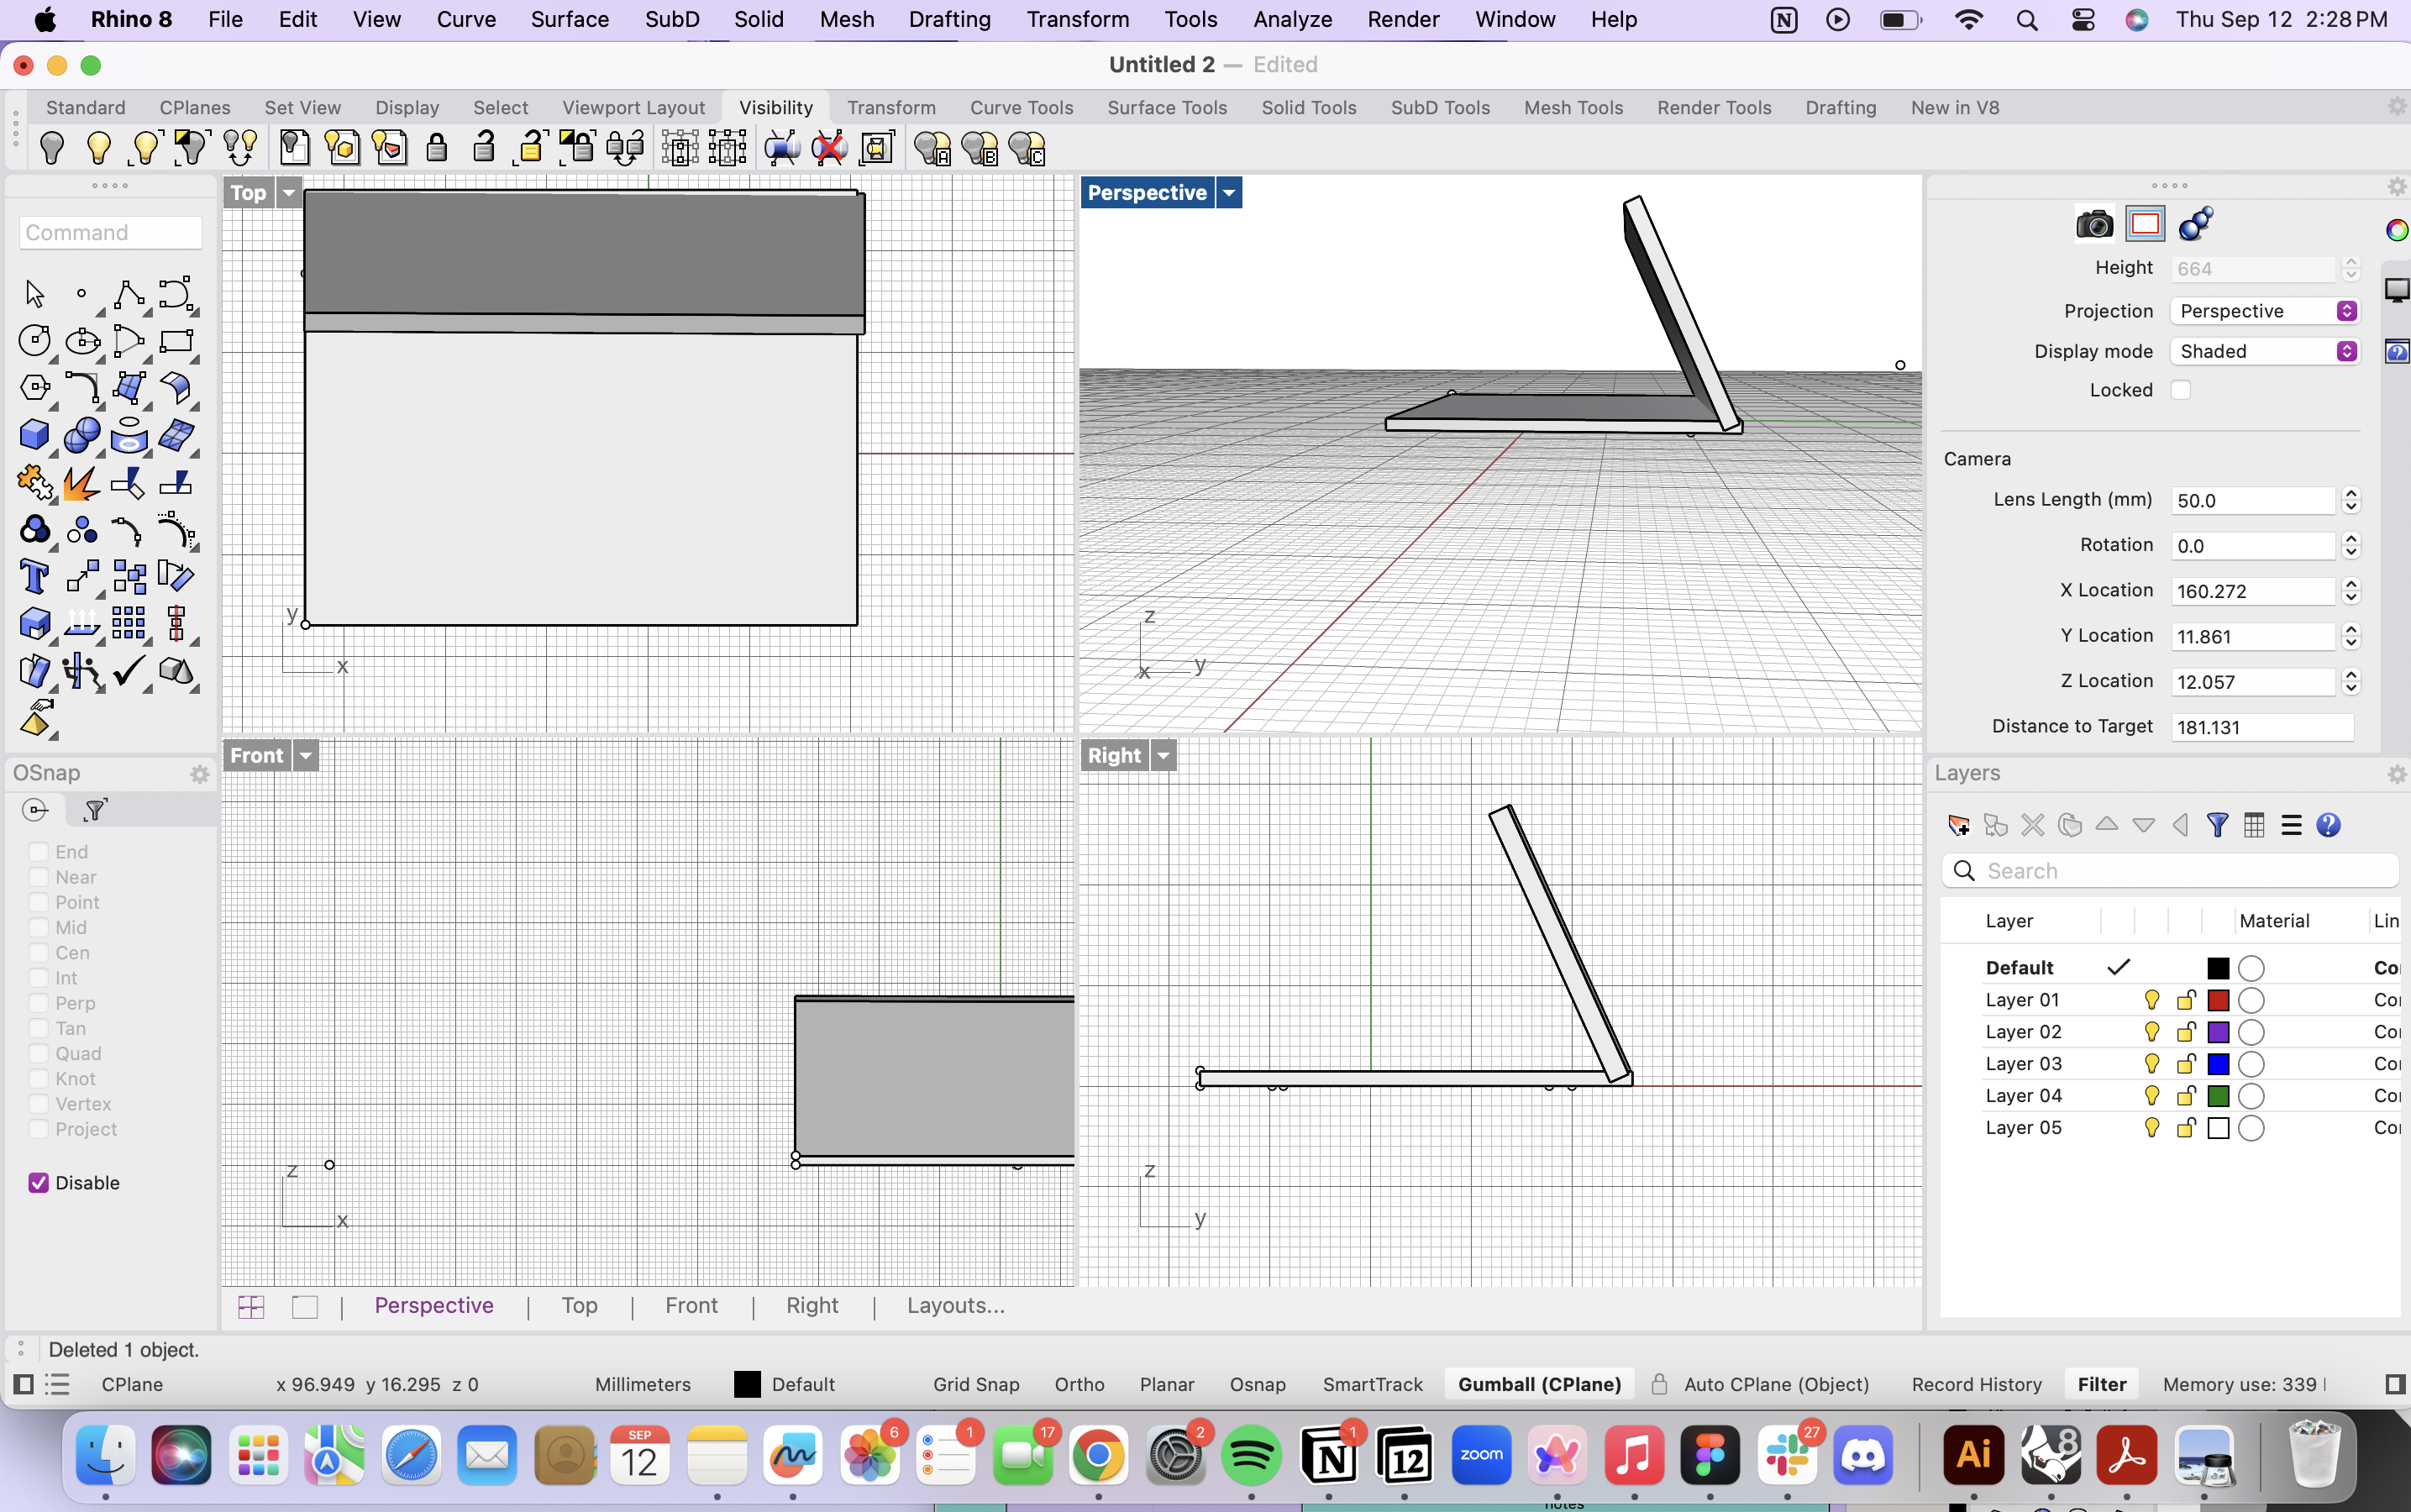 Rhino 8 File Edit View Curve Surface SubD Solid Mesh Drafting Transform Tools Analyze Render Window Help Thu Sep 12 2:28 PM
Untitled 2 — Edited
Standard CPlanes Set View Display Select Viewport Layout Visibility Transform Curve Tools Surface Tools Solid Tools SubD Tools Mesh Tools Render Tools Drafting New in V8
A B C
Command
Top
y
x
Perspective
z
x y
Front
z
x
Right
z
y
Height 664
Projection Perspective
Display mode Shaded
Locked
Camera
Lens Length (mm) 50.0
Rotation 0.0
X Location 160.272
Y Location 11.861
Z Location 12.057
Distance to Target 181.131
OSnap
End
Near
Point
Mid
Cen
Int
Perp
Tan
Quad
Knot
Vertex
Project
Disable
Layers
Search
Layer Material Lin
Default Co
Layer 01 Co
Layer 02 Co
Layer 03 Co
Layer 04 Co
Layer 05 Co
Perspective | Top | Front | Right | Layouts...
Deleted 1 object.
CPlane x 96.949 y 16.295 z 0 Millimeters Default Grid Snap Ortho Planar Osnap SmartTrack Gumball (CPlane) Auto CPlane (Object) Record History Filter Memory use: 339
SEP
12
6
1
17
2
1
12
zoom
27
Ai
8
notes